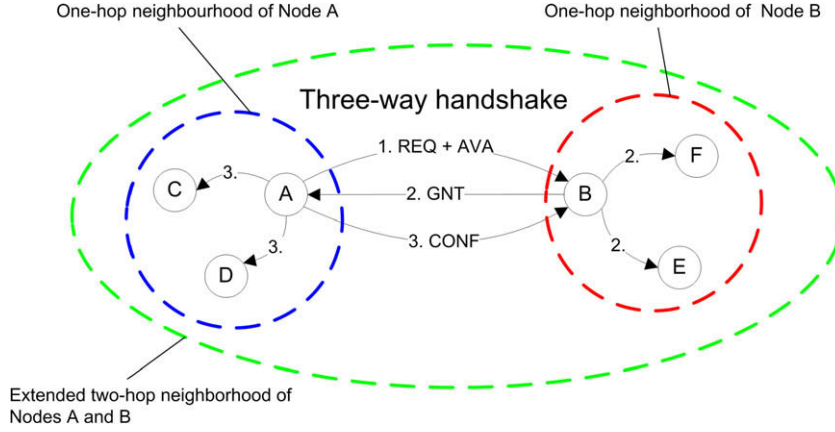 One-hop neighbourhood of Node A
One-hop neighborhood of Node B
Three-way handshake
1. REQ + AVA
2. GNT
3. CONF
C
3.
A
3.
D
B
2.
F
2.
E
Extended two-hop neighborhood of
Nodes A and B